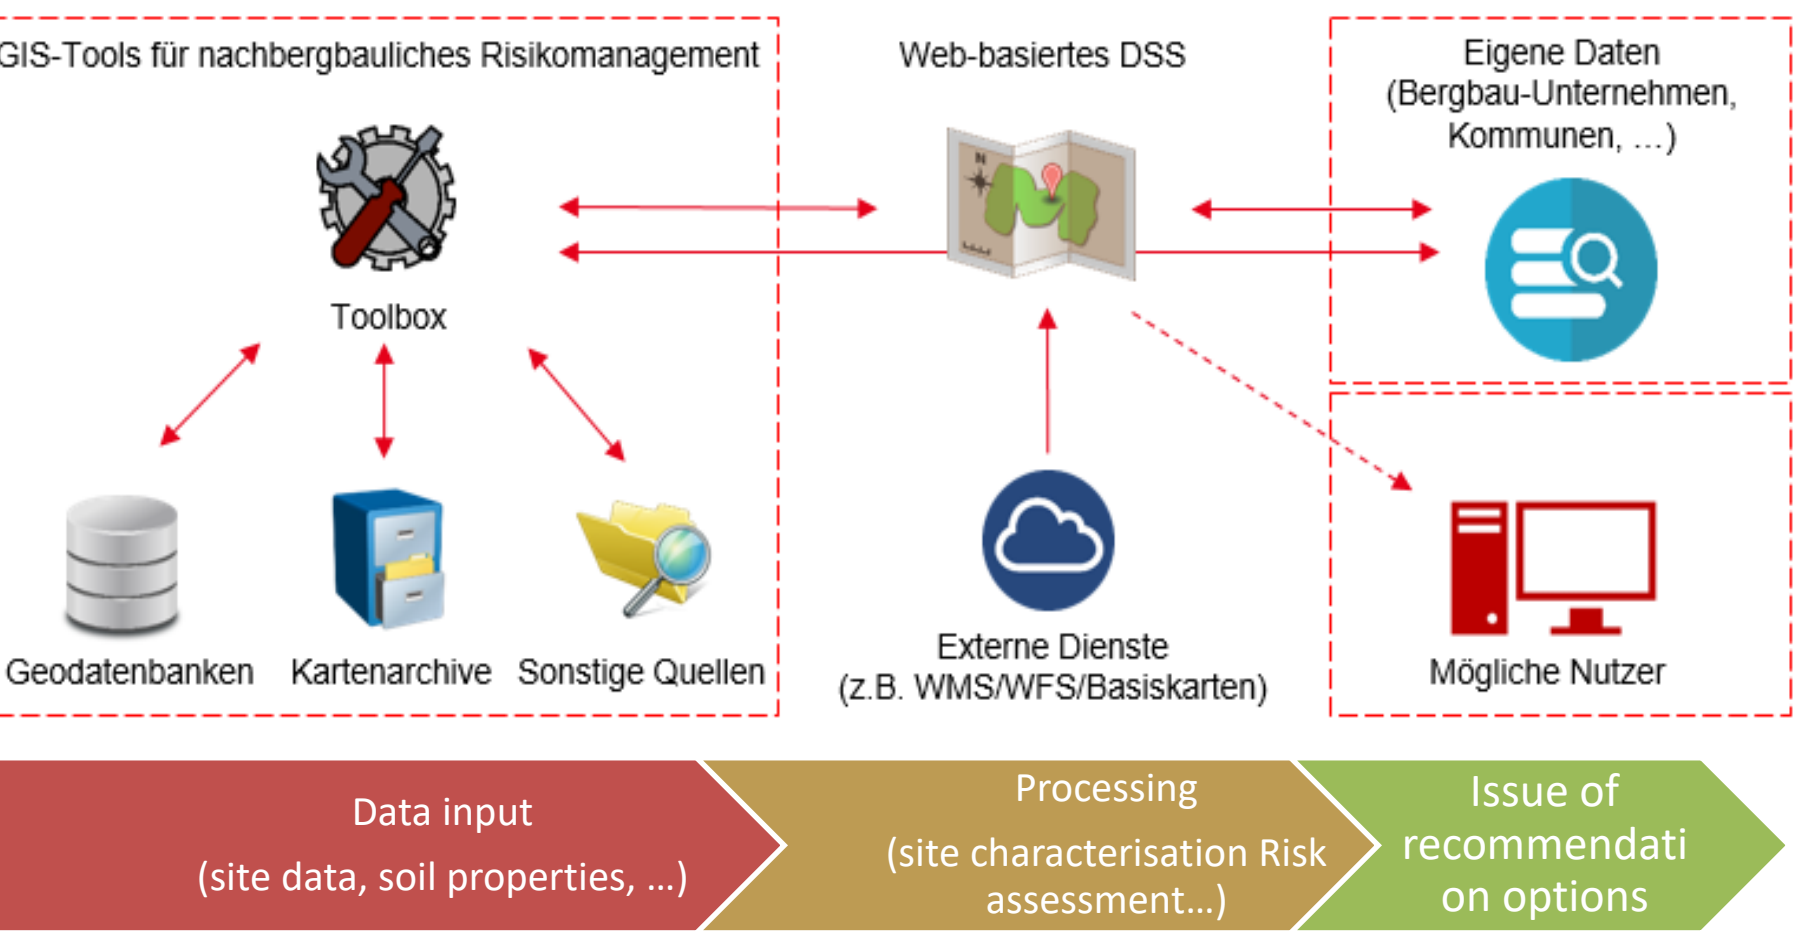 GIS-Tools für nachbergbauliches Risikomanagement
Web-basiertes DSS
Eigene Daten
(Bergbau-Unternehmen,
Kommunen, ...)
N
Toolbox
Geodatenbanken
Kartenarchive
Sonstige Quellen
Externe Dienste
(z.B. WMS/WFS/Basiskarten)
Mögliche Nutzer
Data input
(site data, soil properties, ...)
Processing
(site characterisation Risk
assessment...)
Issue of
recommendati
on options